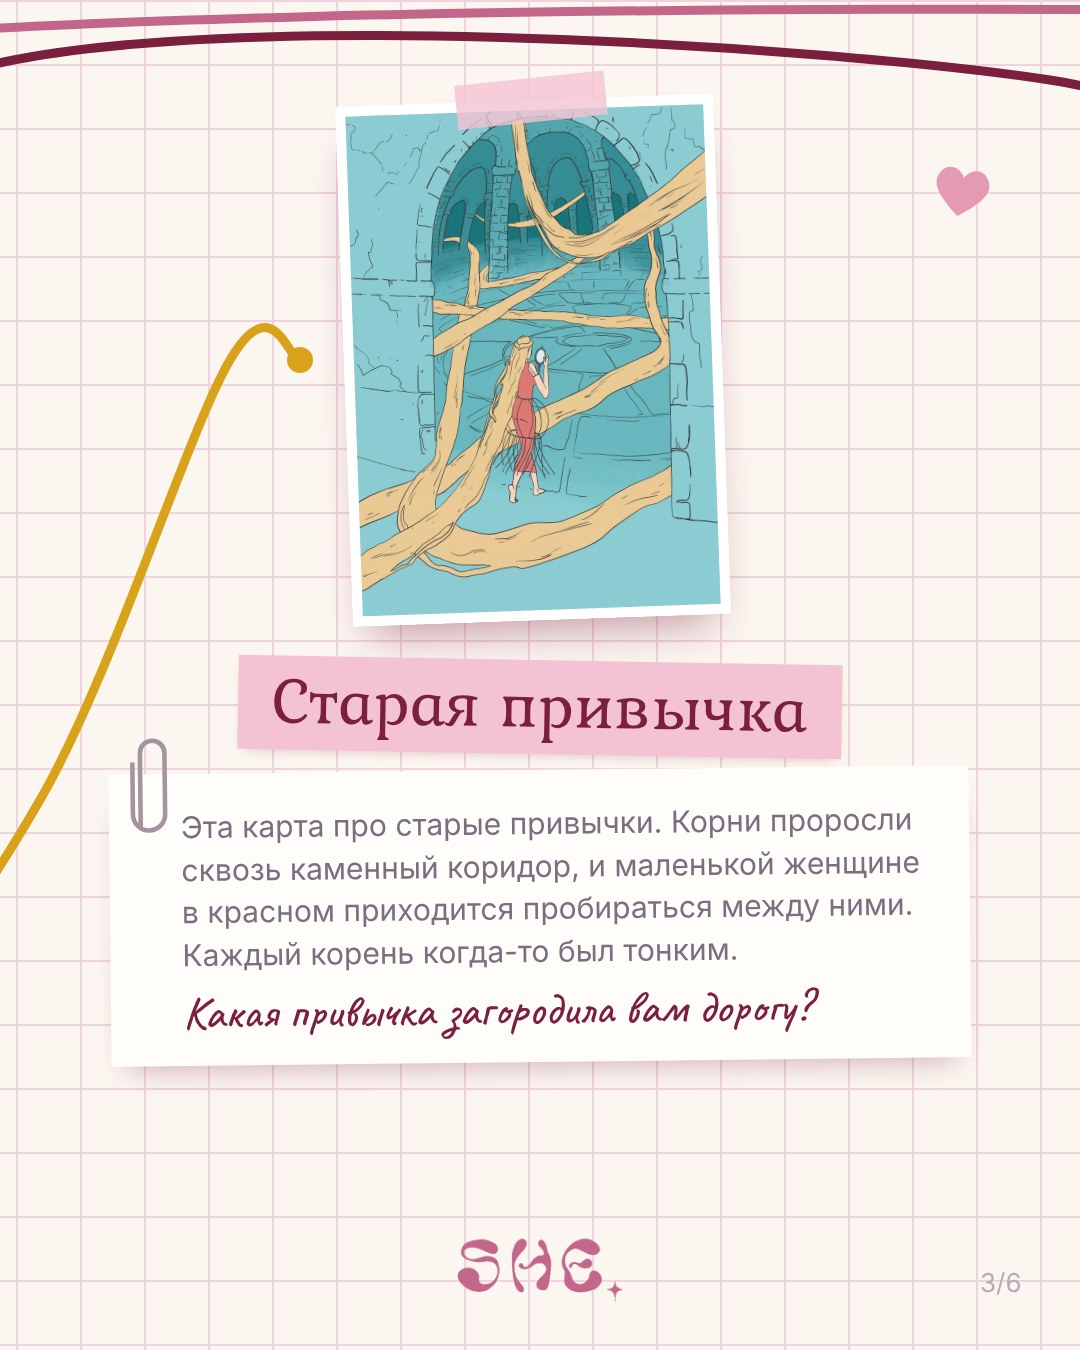 Старая привычка
Эта карта про старые привычки. Корни проросли
сквозь каменный коридор, и маленькой женщине
в красном приходится пробираться между ними.
Каждый корень когда-то был тонким.
Какая привычка загородила вам дорогу?
SHE
3/6